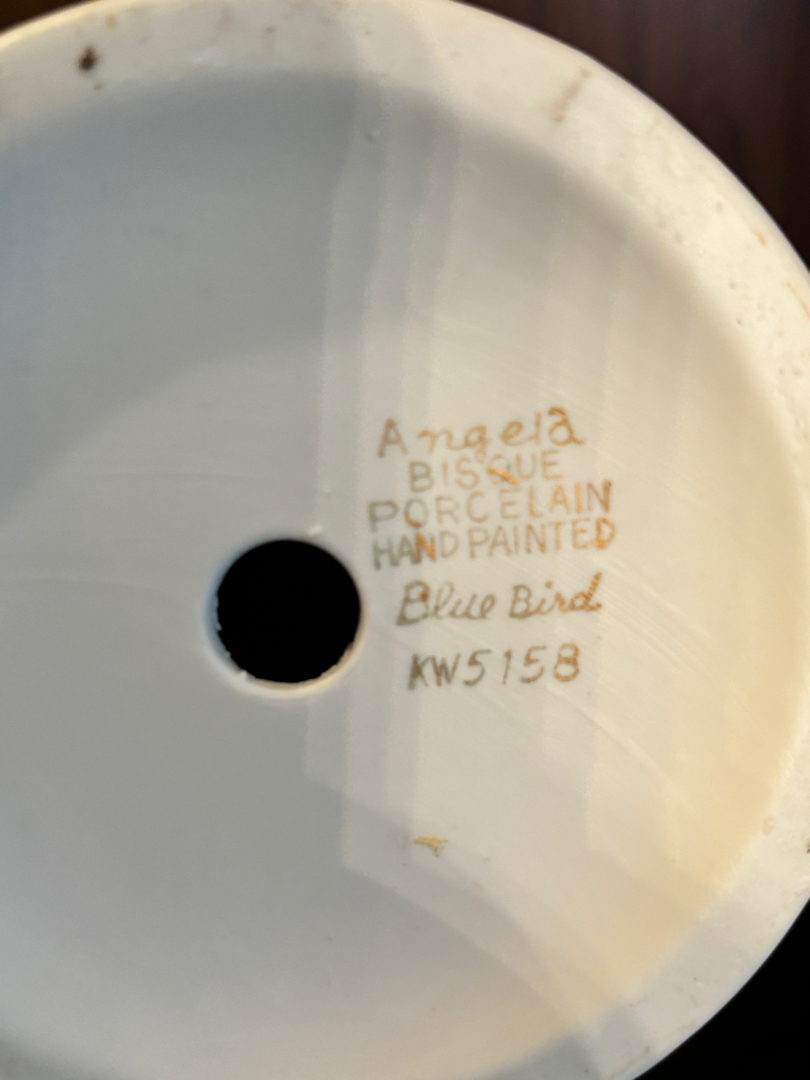 Angela
BISQUE
PORCELAIN
HAND PAINTED
Blue Bird
KW5158